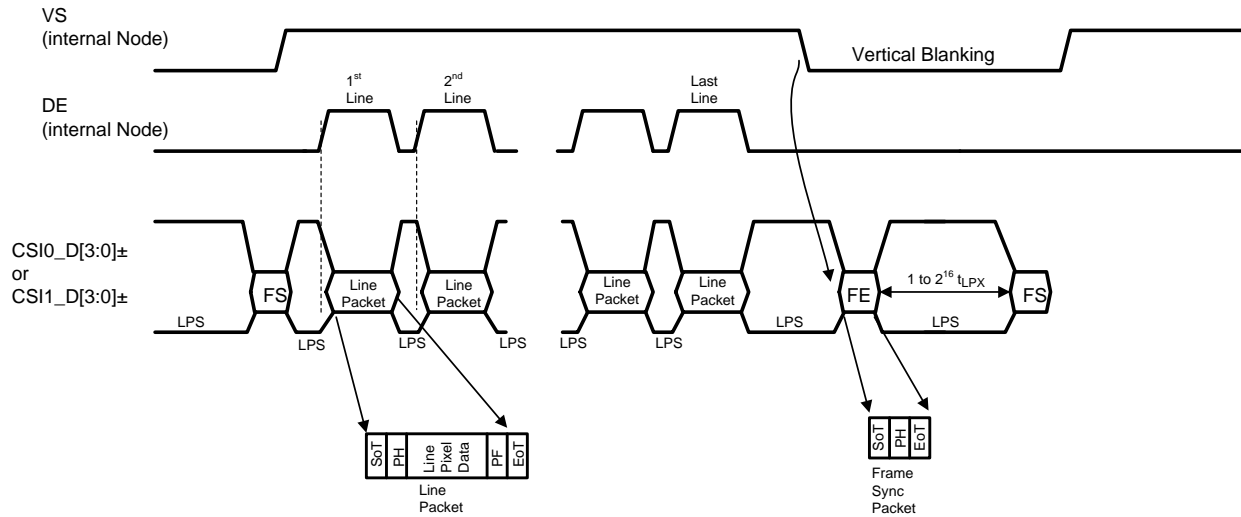 VS
(internal Node)
Vertical Blanking
1st
Line
2nd
Line
Last
Line
DE
(internal Node)
CSI0_D[3:0]±
or
CSI1_D[3:0]±
FS
Line
Packet
Line
Packet
Line
Packet
Line
Packet
FE
1 to 2^16 tLPX
FS
LPS
LPS
LPS
LPS
LPS
LPS
LPS
LPS
SoT
PH
Line
Pixel
Data
PF
EoT
Line
Packet
SoT
PH
EoT
Frame
Sync
Packet